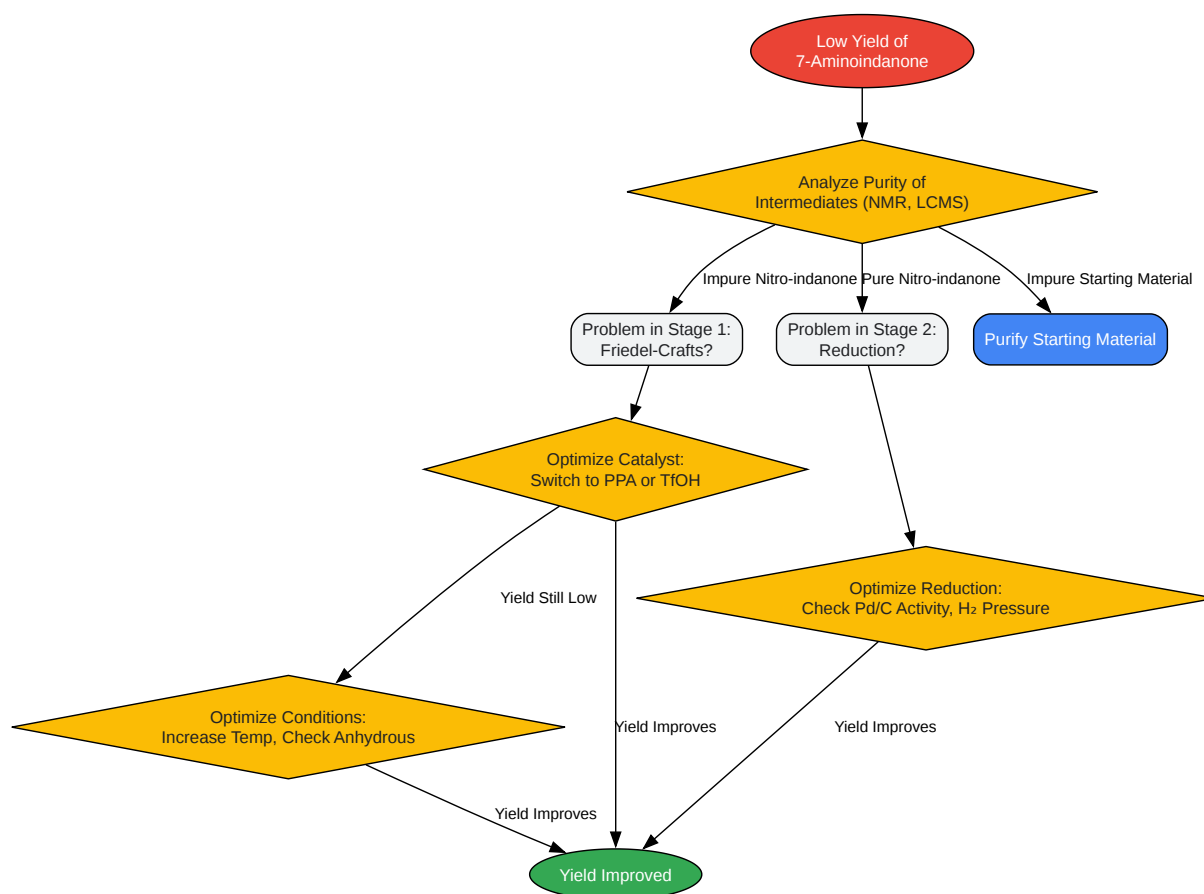 Low Yield of
7-Aminoindanone
Analyze Purity of
Intermediates (NMR, LCMS)
Impure Nitro-indanone
Pure Nitro-indanone
Impure Starting Material
Problem in Stage 1:
Friedel-Crafts?
Problem in Stage 2:
Reduction?
Purify Starting Material
Optimize Catalyst:
Switch to PPA or TfOH
Optimize Reduction:
Check Pd/C Activity, H₂ Pressure
Yield Still Low
Optimize Conditions:
Increase Temp, Check Anhydrous
Yield Improves
Yield Improves
Yield Improves
Yield Improved